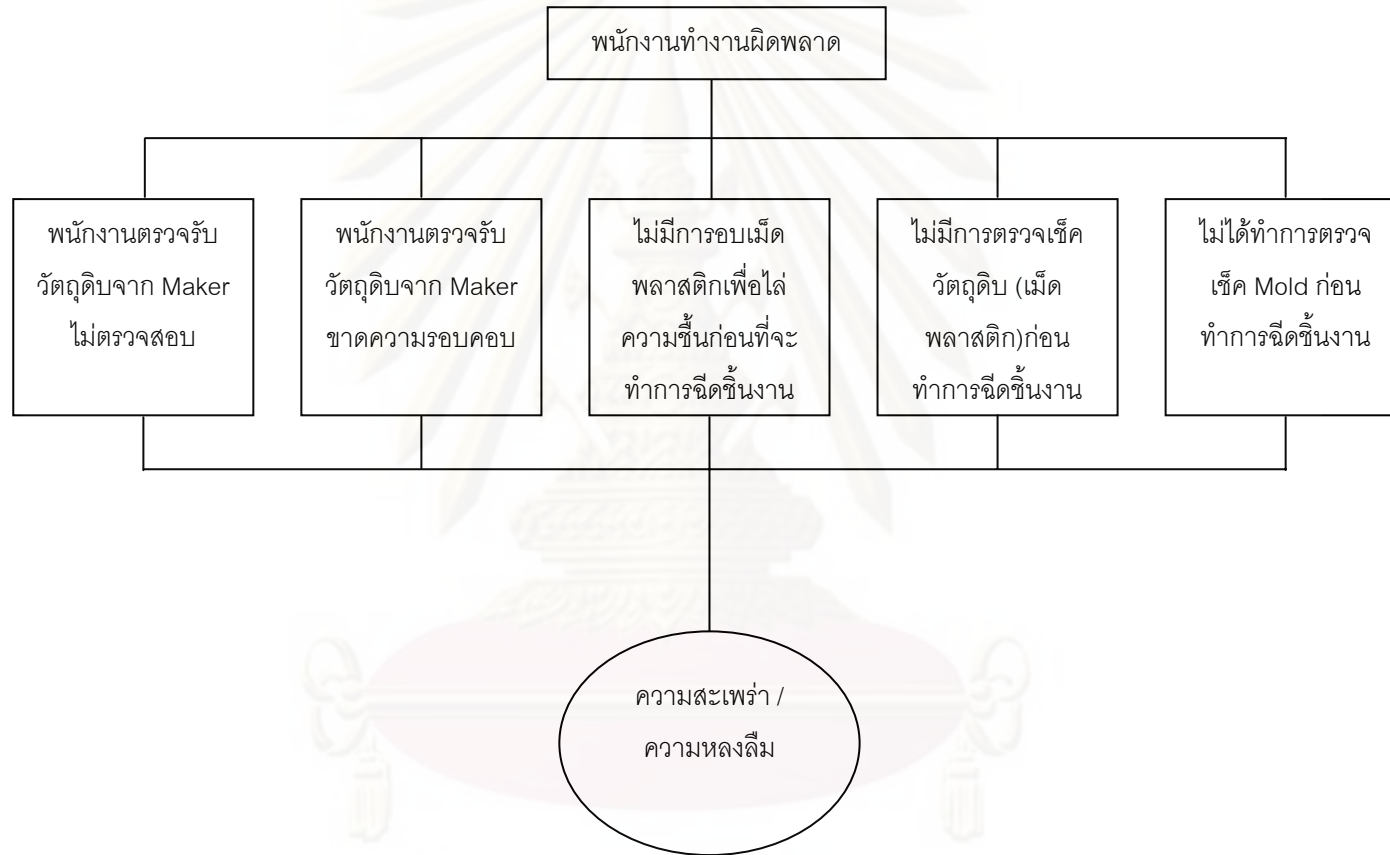 พนักงานทำงานผิดพลาด
พนักงานตรวจรับ
วัตถุดิบจาก Maker
ไม่ตรวจสอบ
พนักงานตรวจรับ
วัตถุดิบจาก Maker
ขาดความรอบคอบ
ไม่มีการอบเม็ด
พลาสติกเพื่อไล่
ความชื้นก่อนที่จะ
ทำการฉีดชิ้นงาน
ไม่มีการตรวจเช็ค
วัตถุดิบ (เม็ด
พลาสติก)ก่อน
ทำการฉีดชิ้นงาน
ไม่ได้ทำการตรวจ
เช็ค Mold ก่อน
ทำการฉีดชิ้นงาน
ความสะเพร่า /
ความหลงลืม